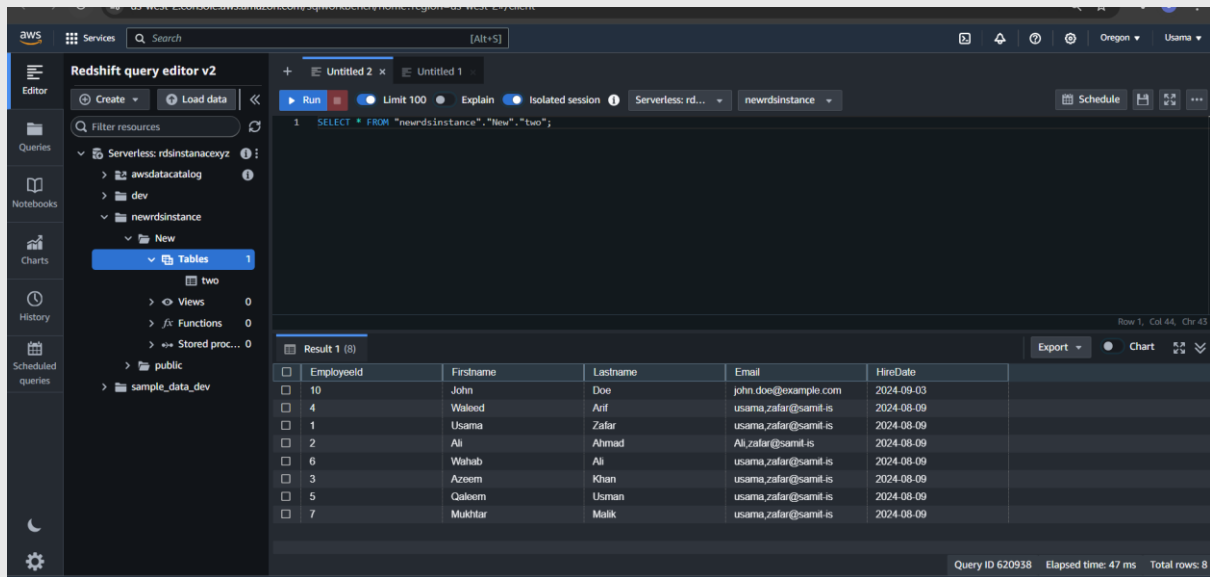 aws Services Search [Alt+S] Oregon Usama
Redshift query editor v2
Editor
Queries
Notebooks
Charts
History
Scheduled
queries
Create Load data
Filter resources
Serverless: rdsinstanacexyz
awsdatacatalog
dev
newrdsinstance
New
Tables 1
two
Views 0
fx Functions 0
Stored proc... 0
public
sample_data_dev
+ Untitled 2 × Untitled 1 ×
Run Limit 100 Explain Isolated session Serverless: rd... newrdsinstance Schedule
1 SELECT * FROM "newrdsinstance"."New"."two";
Row 1, Col 44, Chr 43
Result 1 (8) Export Chart
EmployeeId Firstname Lastname Email HireDate
10 John Doe john.doe@example.com 2024-09-03
4 Waleed Arif usama,zafar@samit-is 2024-08-09
1 Usama Zafar usama,zafar@samit-is 2024-08-09
2 Ali Ahmad Ali,zafar@samit-is 2024-08-09
6 Wahab Ali usama,zafar@samit-is 2024-08-09
3 Azeem Khan usama,zafar@samit-is 2024-08-09
5 Qaleem Usman usama,zafar@samit-is 2024-08-09
7 Mukhtar Malik usama,zafar@samit-is 2024-08-09
Query ID 620938 Elapsed time: 47 ms Total rows: 8